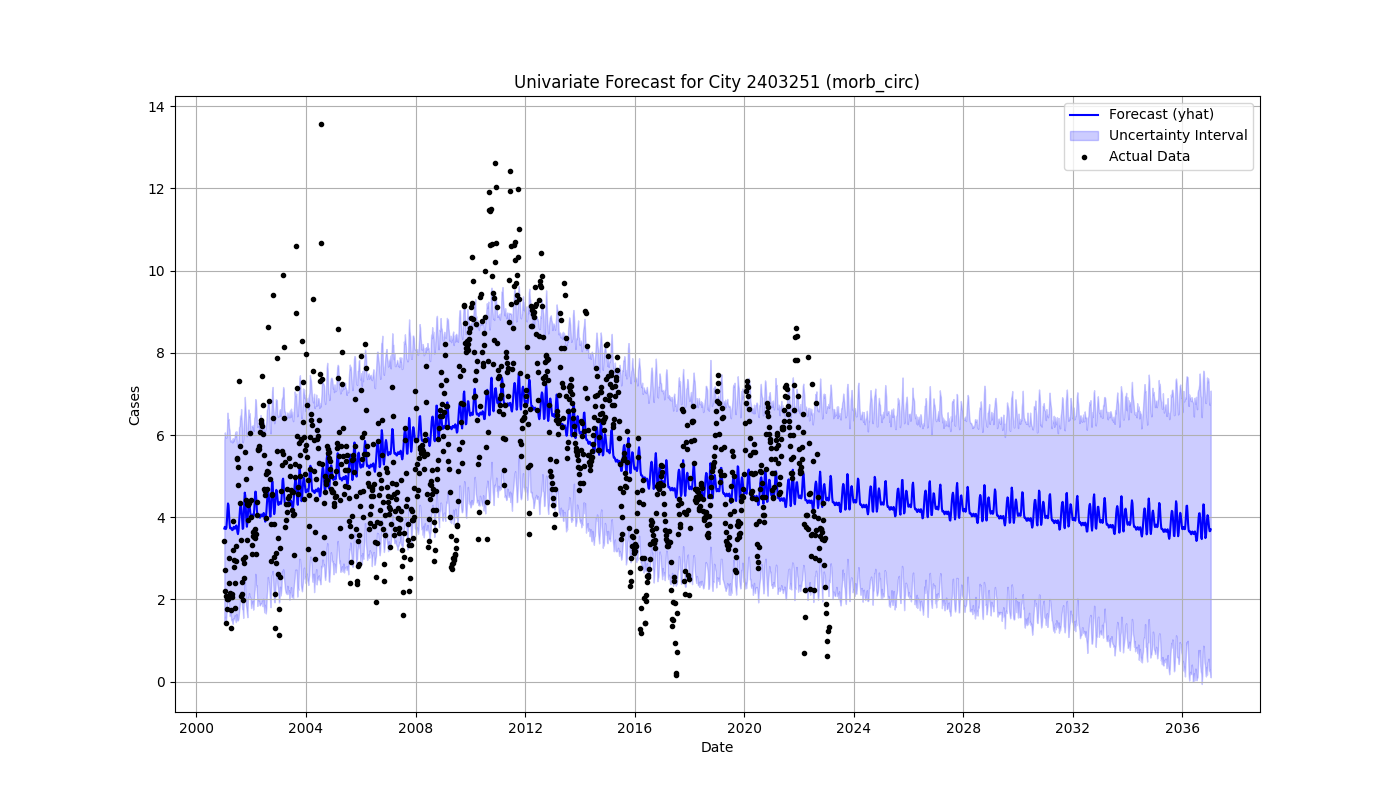 Univariate Forecast for City 2403251 (morb_circ)
Forecast (yhat)
Uncertainty Interval
Actual Data
Cases
14
12
10
8
6
4
2
0
2000 2004 2008 2012 2016 2020 2024 2028 2032 2036
Date